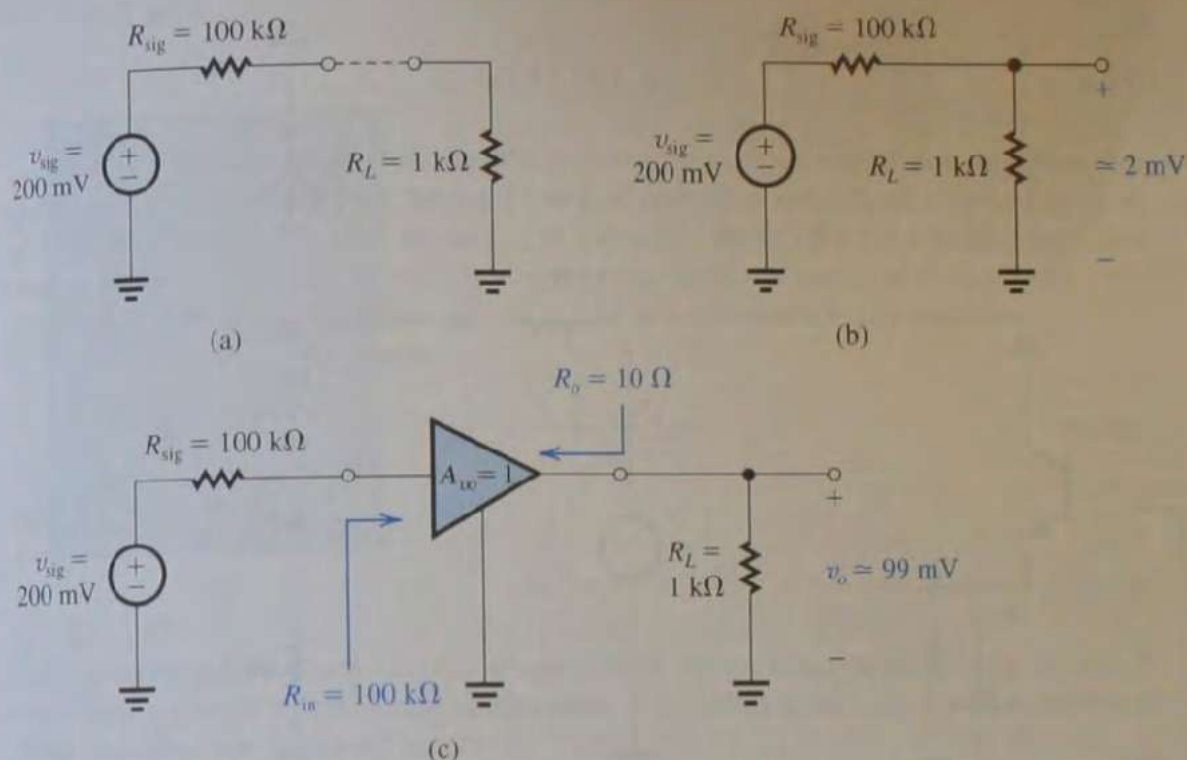 R_sig = 100 kΩ
v_sig =
200 mV
R_L = 1 kΩ
+
−
(a)
R_sig = 100 kΩ
v_sig =
200 mV
R_L = 1 kΩ
+
−
+
≃ 2 mV
−
(b)
R_o = 10 Ω
R_sig = 100 kΩ
A_vo = 1
v_sig =
200 mV
+
−
R_L =
1 kΩ
+
v_o ≃ 99 mV
−
R_in = 100 kΩ
(c)